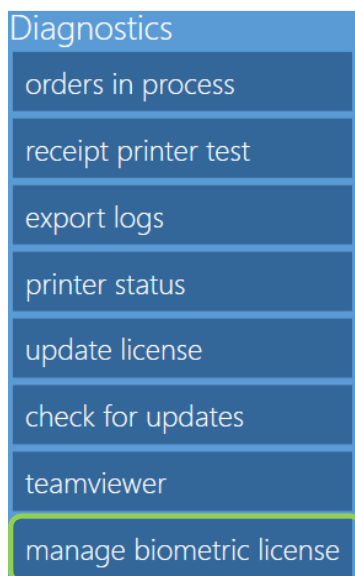 Diagnostics
orders in process
receipt printer test
export logs
printer status
update license
check for updates
teamviewer
manage biometric license